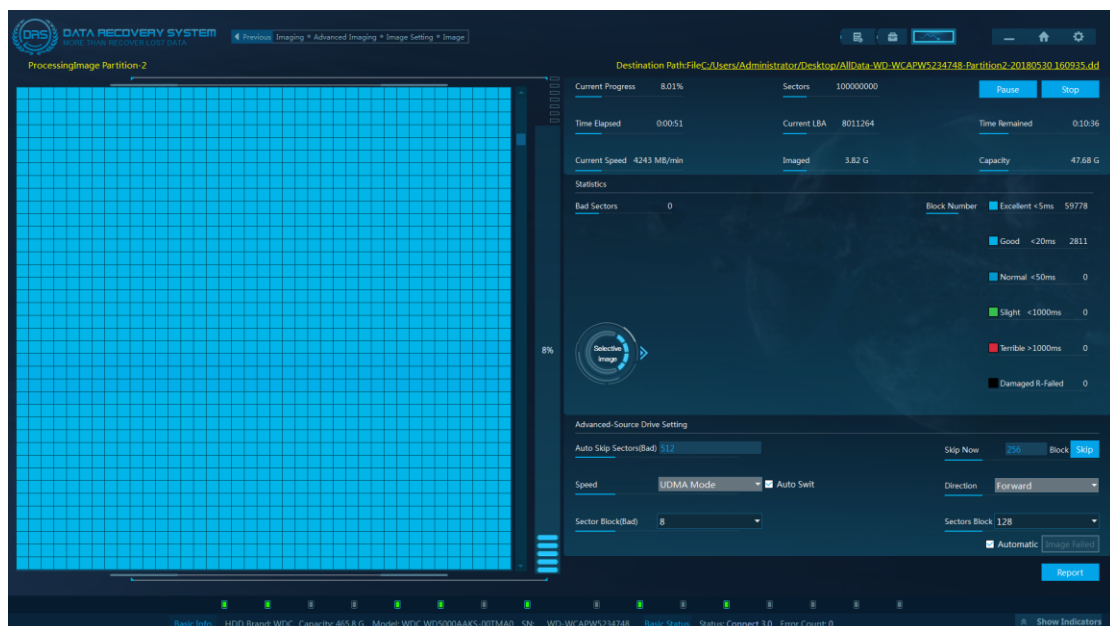 DRS
DATA RECOVERY SYSTEM
MORE THAN RECOVER LOST DATA
Previous Imaging * Advanced Imaging * Image Setting * Image
ProcessingImage Partition-2
Destination Path:FileC:/Users/Administrator/Desktop/AllData-WD-WCAPW5234748-Partition2-20180530 160935.dd
Current Progress 8.01% Sectors 100000000 Pause Stop
Time Elapsed 0:00:51 Current LBA 8011264 Time Remained 0:10:36
Current Speed 4243 MB/min Imaged 3.82 G Capacity 47.68 G
Statistics
Bad Sectors 0 Block Number Excellent <5ms 59778
Good <20ms 2811
Normal <50ms 0
Slight <1000ms 0
8%
Selective
Image
Terrible >1000ms 0
Damaged R-Failed 0
Advanced-Source Drive Setting
Auto Skip Sectors(Bad) 512 Skip Now 256 Block Skip
Speed UDMA Mode Auto Swit Direction Forward
Sector Block(Bad) 8 Sectors Block 128
Automatic Image Failed
Report
Basic Info HDD Brand: WDC Capacity: 465.8 G Model: WDC WD5000AAKS-00TMA0 SN: WD-WCAPW5234748 Basic Status Status: Connect 3.0 Error Count: 0
Show Indicators